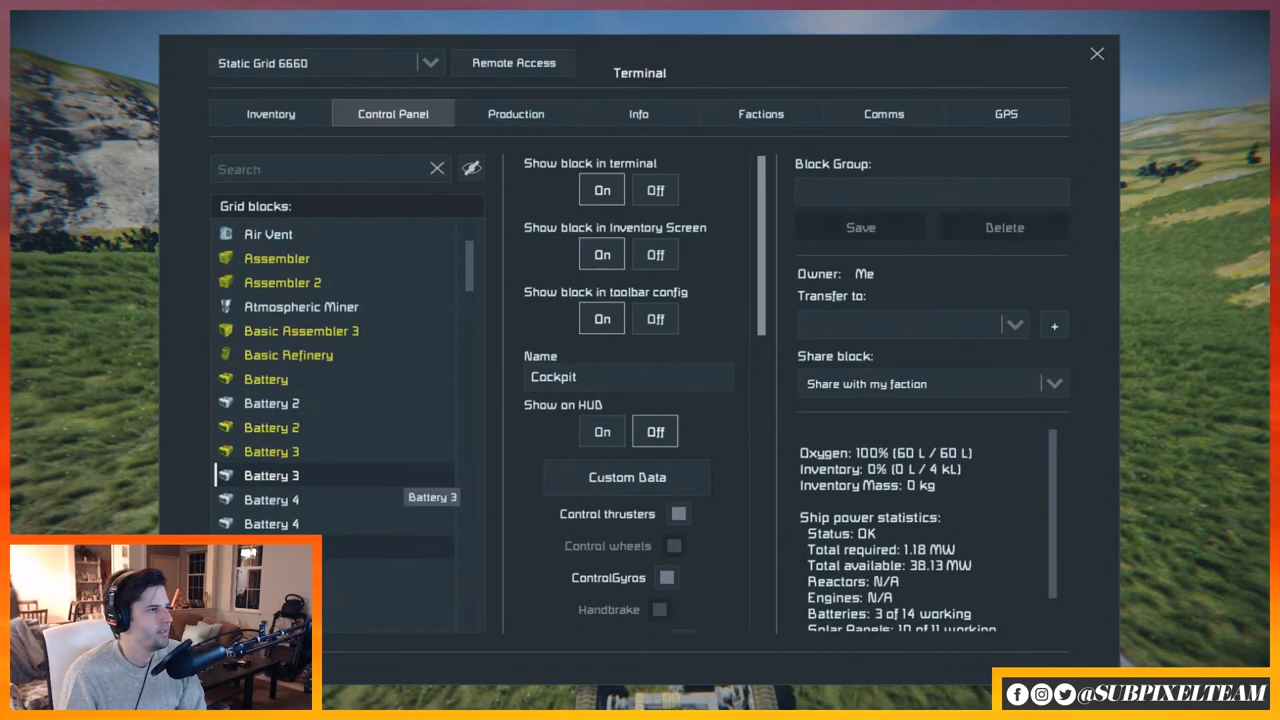 Static Grid 6660
Remote Access
Terminal
Inventory
Control Panel
Production
Info
Factions
Comms
GPS
Search
Grid blocks:
Air Vent
Assembler
Assembler 2
Atmospheric Miner
Basic Assembler 3
Basic Refinery
Battery
Battery 2
Battery 2
Battery 3
Battery 3
Battery 4
Battery 3
Battery 4
Show block in terminal
On Off
Show block in Inventory Screen
On Off
Show block in toolbar config
On Off
Name
Cockpit
Show on HUD
On Off
Custom Data
Control thrusters
Control wheels
ControlGyros
Handbrake
Block Group:
Save Delete
Owner: Me
Transfer to:
+
Share block:
Share with my faction
Oxygen: 100% (60 L / 60 L)
Inventory: 0% (0 L / 4 kL)
Inventory Mass: 0 kg
Ship power statistics:
Status: OK
Total required: 1.18 MW
Total available: 38.13 MW
Reactors: N/A
Engines: N/A
Batteries: 3 of 14 working
Solar Panels: 10 of 11 working
@SUBPIXELTEAM